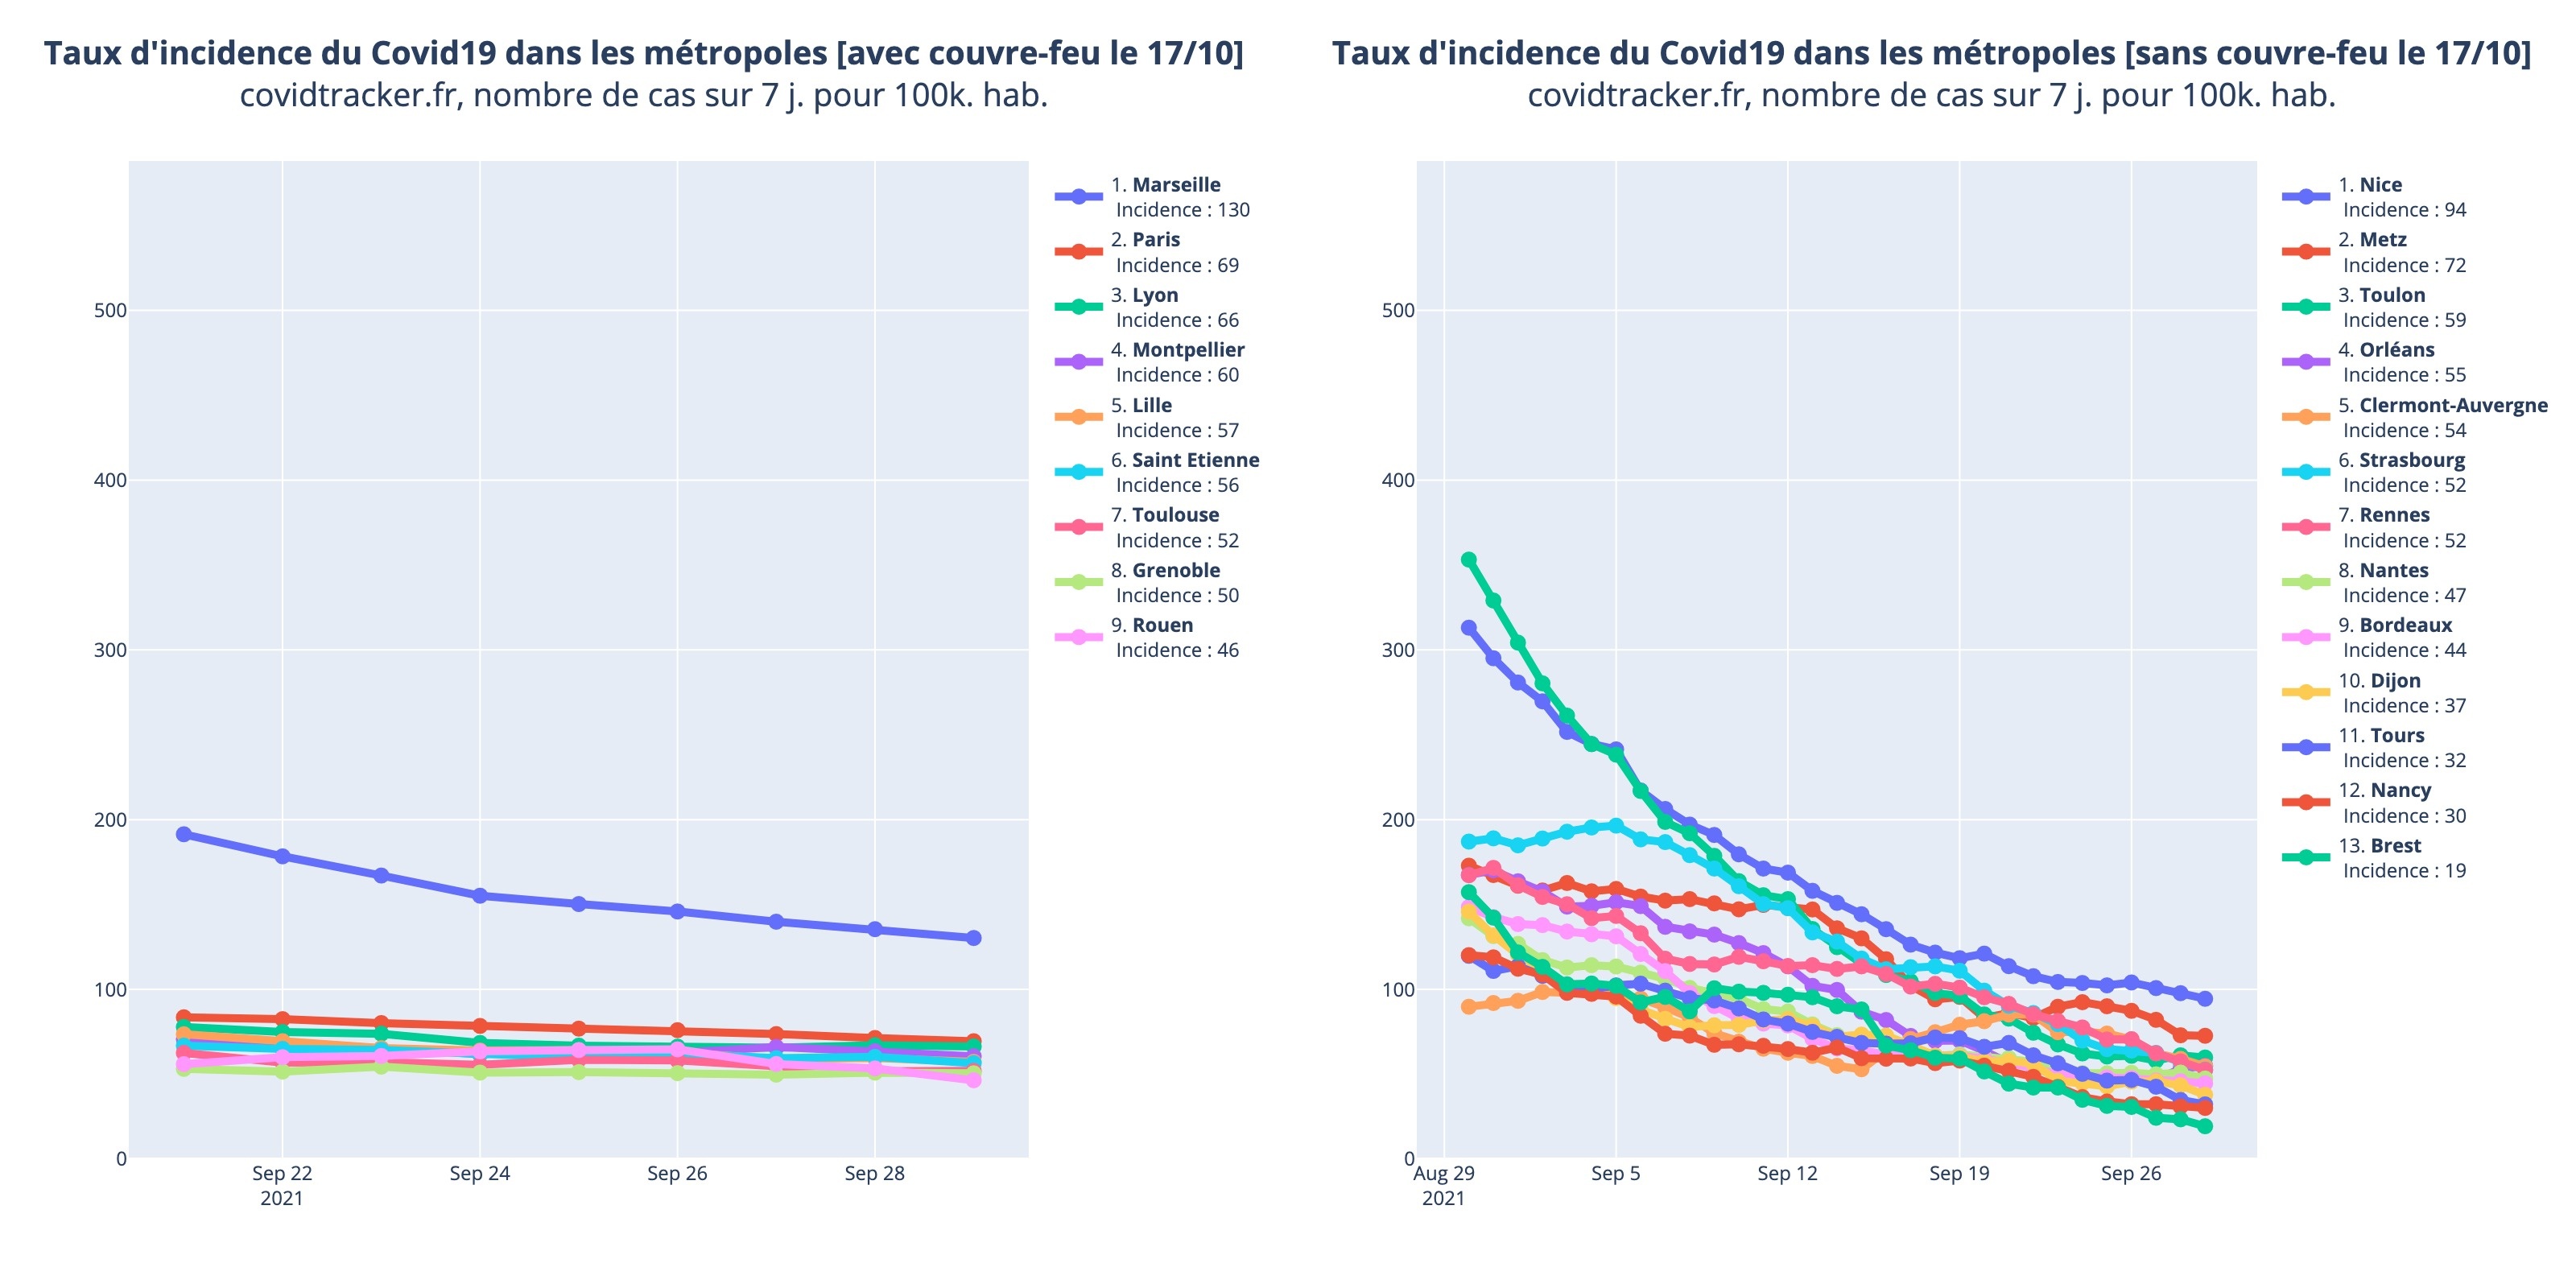 Taux d'incidence du Covid19 dans les métropoles [avec couvre-feu le 17/10]
covidtracker.fr, nombre de cas sur 7 j. pour 100k. hab.
500
400
300
200
100
0
Sep 22
2021
Sep 24
Sep 26
Sep 28
1. Marseille
Incidence : 130
2. Paris
Incidence : 69
3. Lyon
Incidence : 66
4. Montpellier
Incidence : 60
5. Lille
Incidence : 57
6. Saint Etienne
Incidence : 56
7. Toulouse
Incidence : 52
8. Grenoble
Incidence : 50
9. Rouen
Incidence : 46
Taux d'incidence du Covid19 dans les métropoles [sans couvre-feu le 17/10]
covidtracker.fr, nombre de cas sur 7 j. pour 100k. hab.
500
400
300
200
100
0
Aug 29
2021
Sep 5
Sep 12
Sep 19
Sep 26
1. Nice
Incidence : 94
2. Metz
Incidence : 72
3. Toulon
Incidence : 59
4. Orléans
Incidence : 55
5. Clermont-Auvergne
Incidence : 54
6. Strasbourg
Incidence : 52
7. Rennes
Incidence : 52
8. Nantes
Incidence : 47
9. Bordeaux
Incidence : 44
10. Dijon
Incidence : 37
11. Tours
Incidence : 32
12. Nancy
Incidence : 30
13. Brest
Incidence : 19